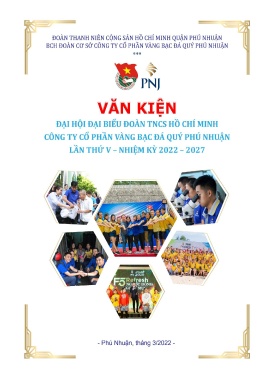 ĐOÀN THANH NIÊN CỘNG SẢN HỒ CHÍ MINH QUẬN PHÚ NHUẬN
BCH ĐOÀN CƠ SỞ CÔNG TY CỔ PHẦN VÀNG BẠC ĐÁ QUÝ PHÚ NHUẬN
***
PNJ
VĂN KIỆN
ĐẠI HỘI ĐẠI BIỂU ĐOÀN TNCS HỒ CHÍ MINH
CÔNG TY CỔ PHẦN VÀNG BẠC ĐÁ QUÝ PHÚ NHUẬN
LẦN THỨ V – NHIỆM KỲ 2022 – 2027
F5 Refresh
- Phú Nhuận, tháng 3/2022 -